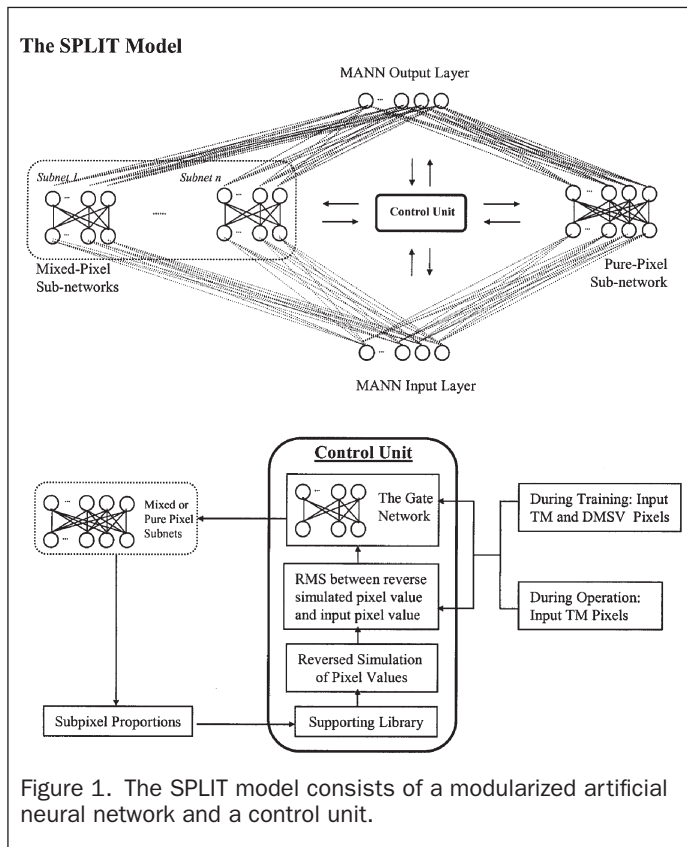 The SPLIT Model
MANN Output Layer
Subnet 1
Subnet n
Control Unit
Mixed-Pixel
Sub-networks
Pure-Pixel
Sub-network
MANN Input Layer
Control Unit
The Gate
Network
Mixed or
Pure Pixel
Subnets
During Training: Input
TM and DMSV Pixels
RMS between reverse
simulated pixel value
and input pixel value
During Operation:
Input TM Pixels
Reversed Simulation
of Pixel Values
Subpixel Proportions
Supporting Library
Figure 1. The SPLIT model consists of a modularized artificial
neural network and a control unit.